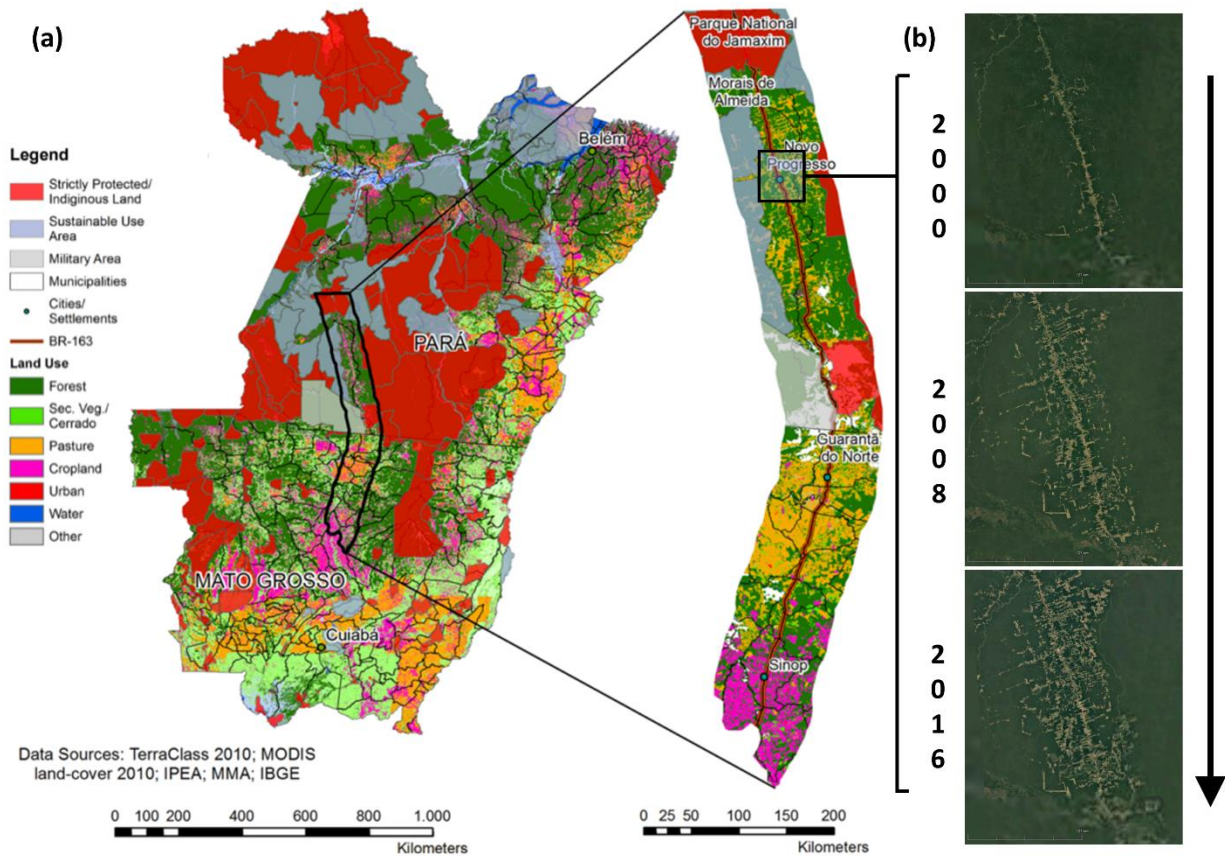 (a)
Legend
Strictly Protected/
Indiginous Land
Sustainable Use
Area
Military Area
Municipalities
Cities/
Settlements
BR-163
Land Use
Forest
Sec. Veg./
Cerrado
Pasture
Cropland
Urban
Water
Other
Belém
PARÁ
MATO GROSSO
Cuiabá
Data Sources: TerraClass 2010; MODIS
land-cover 2010; IPEA; MMA; IBGE
0 100 200 400 600 800 1.000
Kilometers
Parque National
do Jamaxim
Morais de
Almeida
Novo
Progresso
Guarantã
do Norte
Sinop
0 25 50 100 150 200
Kilometers
(b)
2
0
0
0
2
0
0
8
2
0
1
6